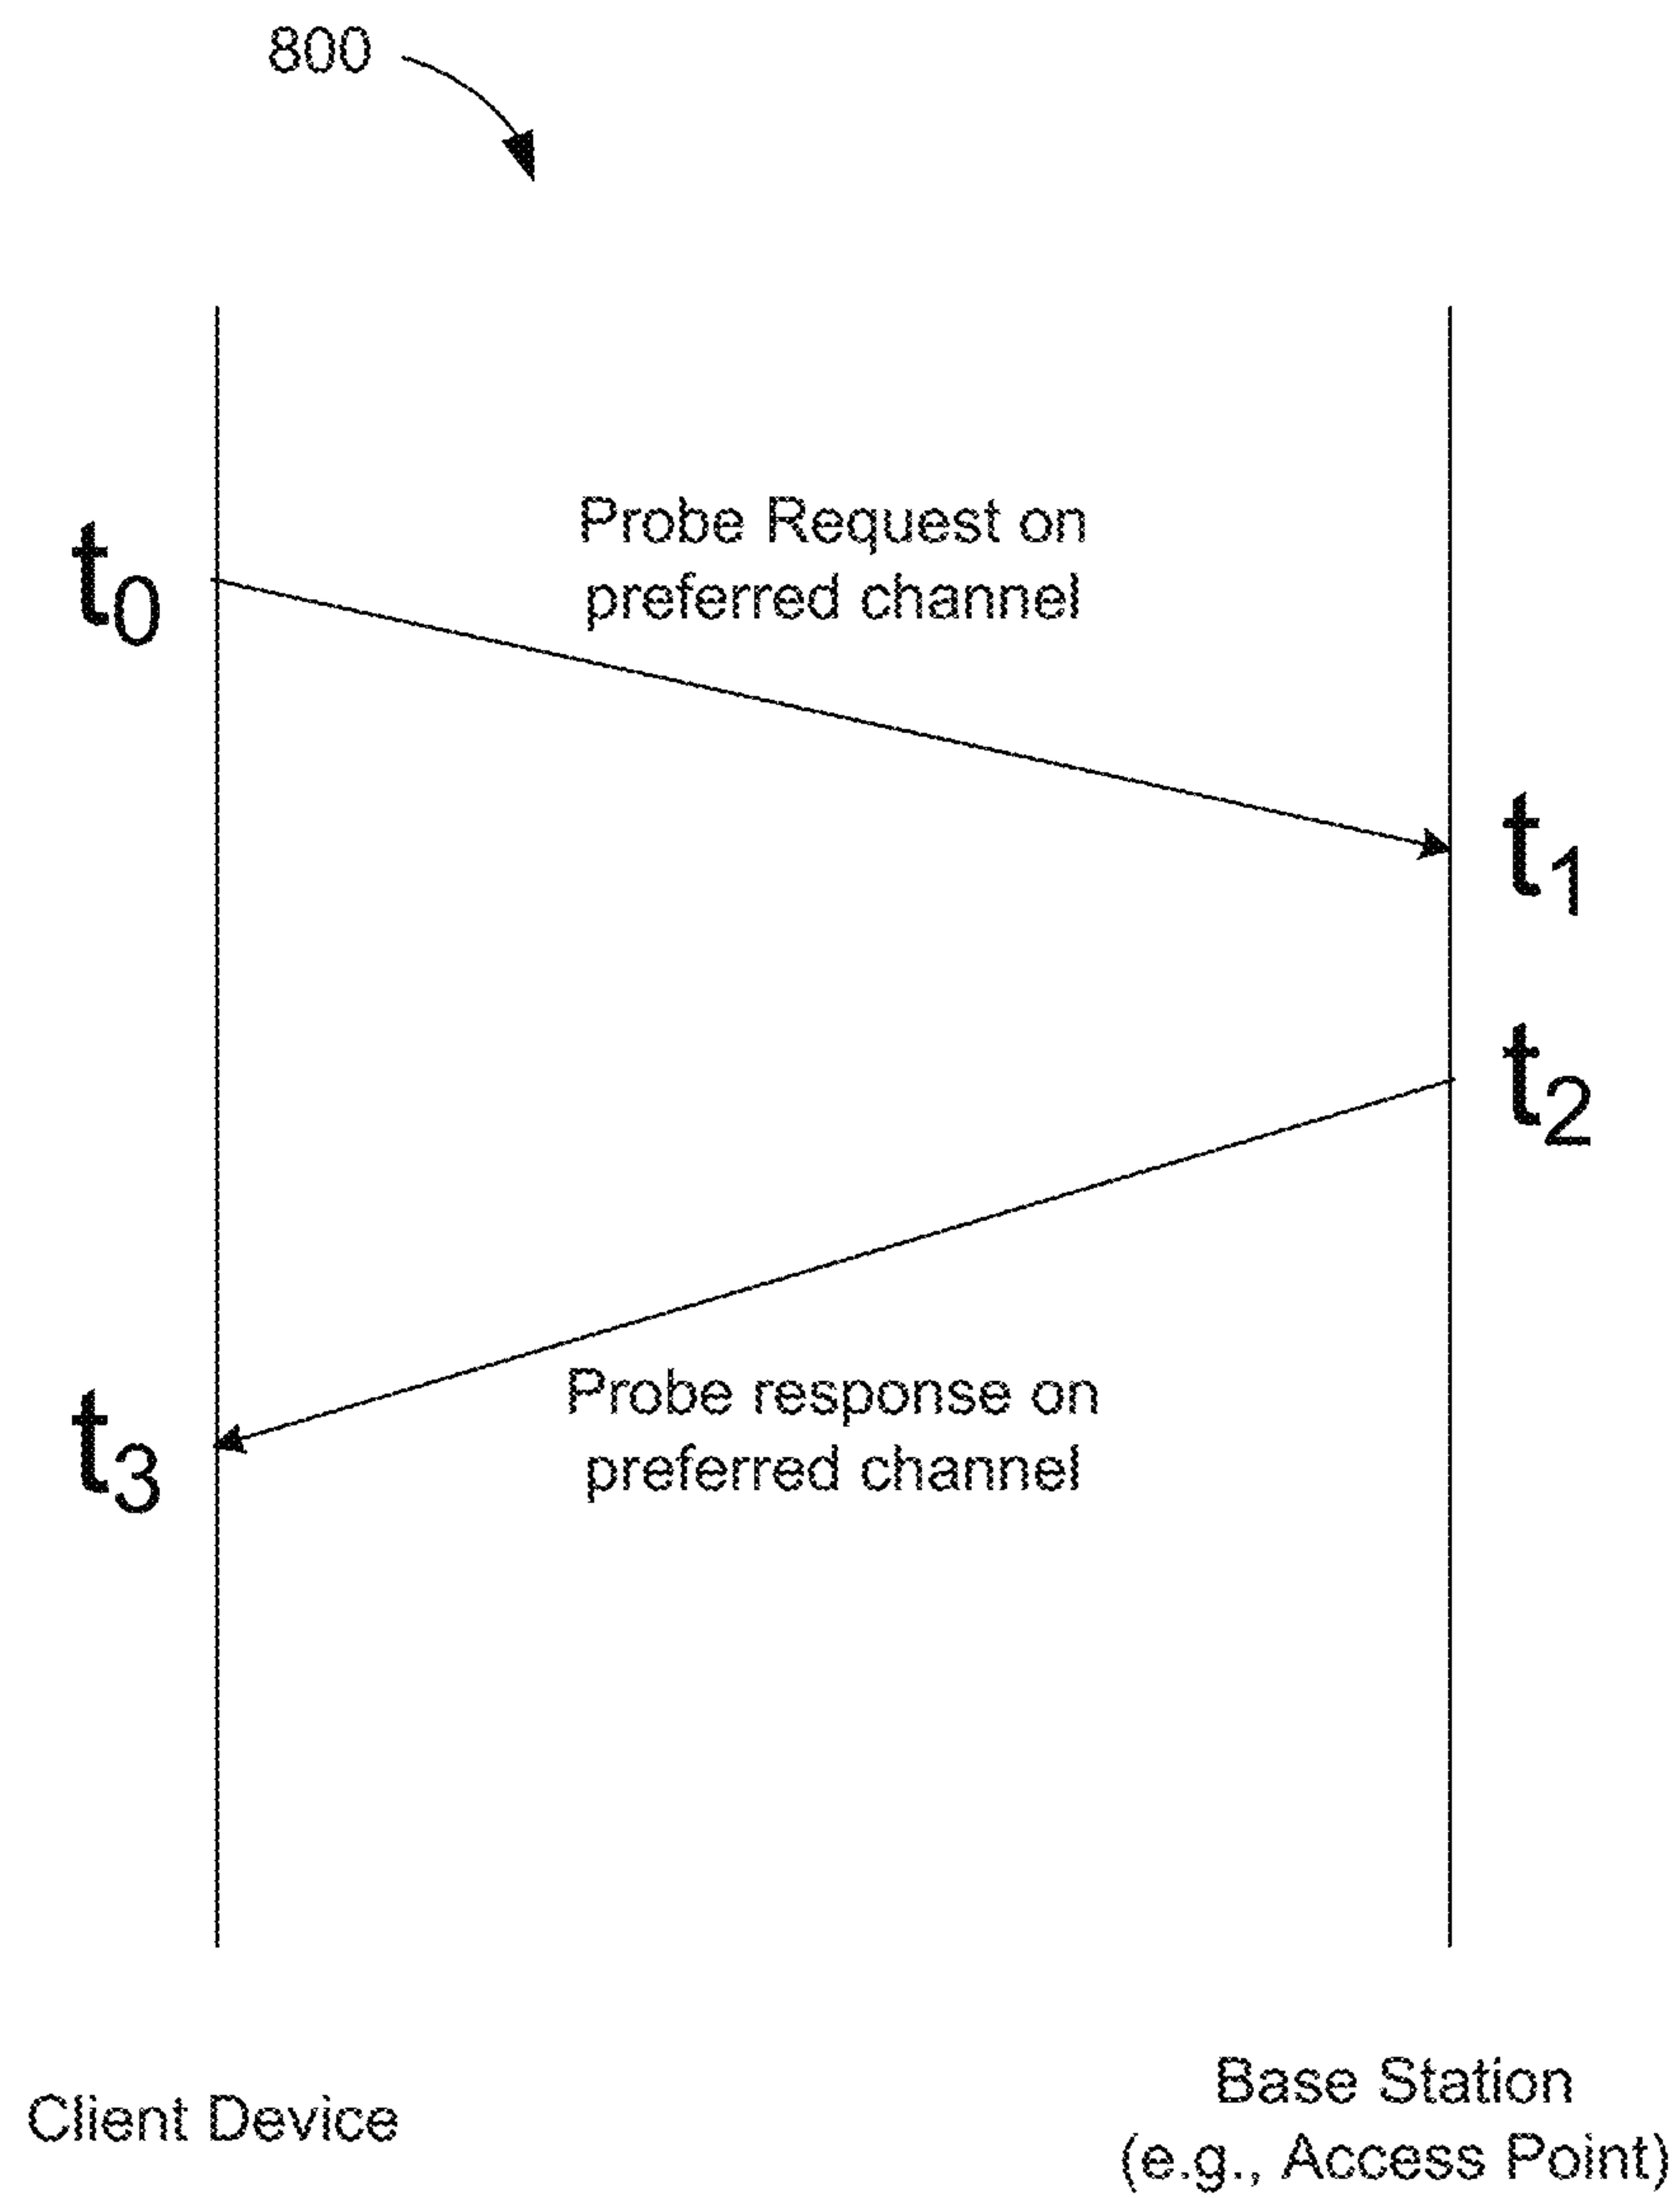 800
Probe Request on
preferred channel
t0
t1
t2
Probe response on
preferred channel
t3
Client Device
Base Station
(e.g., Access Point)